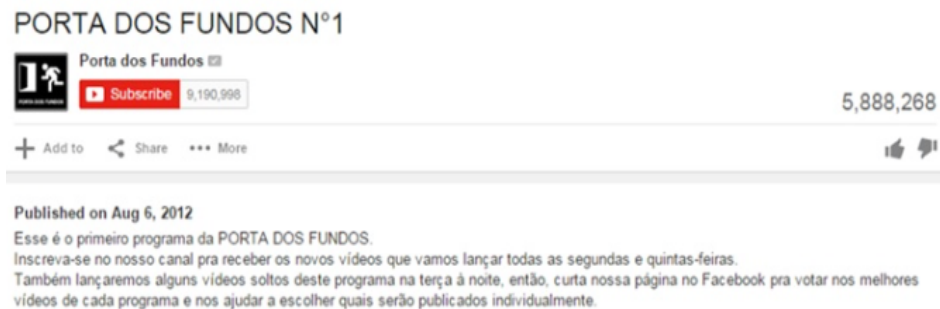 PORTA DOS FUNDOS N°1
Porta dos Fundos
PORTA DOS FUNDOS
Subscribe 9,190,998
5,888,268
Add to Share More
Published on Aug 6, 2012
Esse é o primeiro programa da PORTA DOS FUNDOS.
Inscreva-se no nosso canal pra receber os novos vídeos que vamos lançar todas as segundas e quintas-feiras.
Também lançaremos alguns vídeos soltos deste programa na terça à noite, então, curta nossa página no Facebook pra votar nos melhores
vídeos de cada programa e nos ajudar a escolher quais serão publicados individualmente.